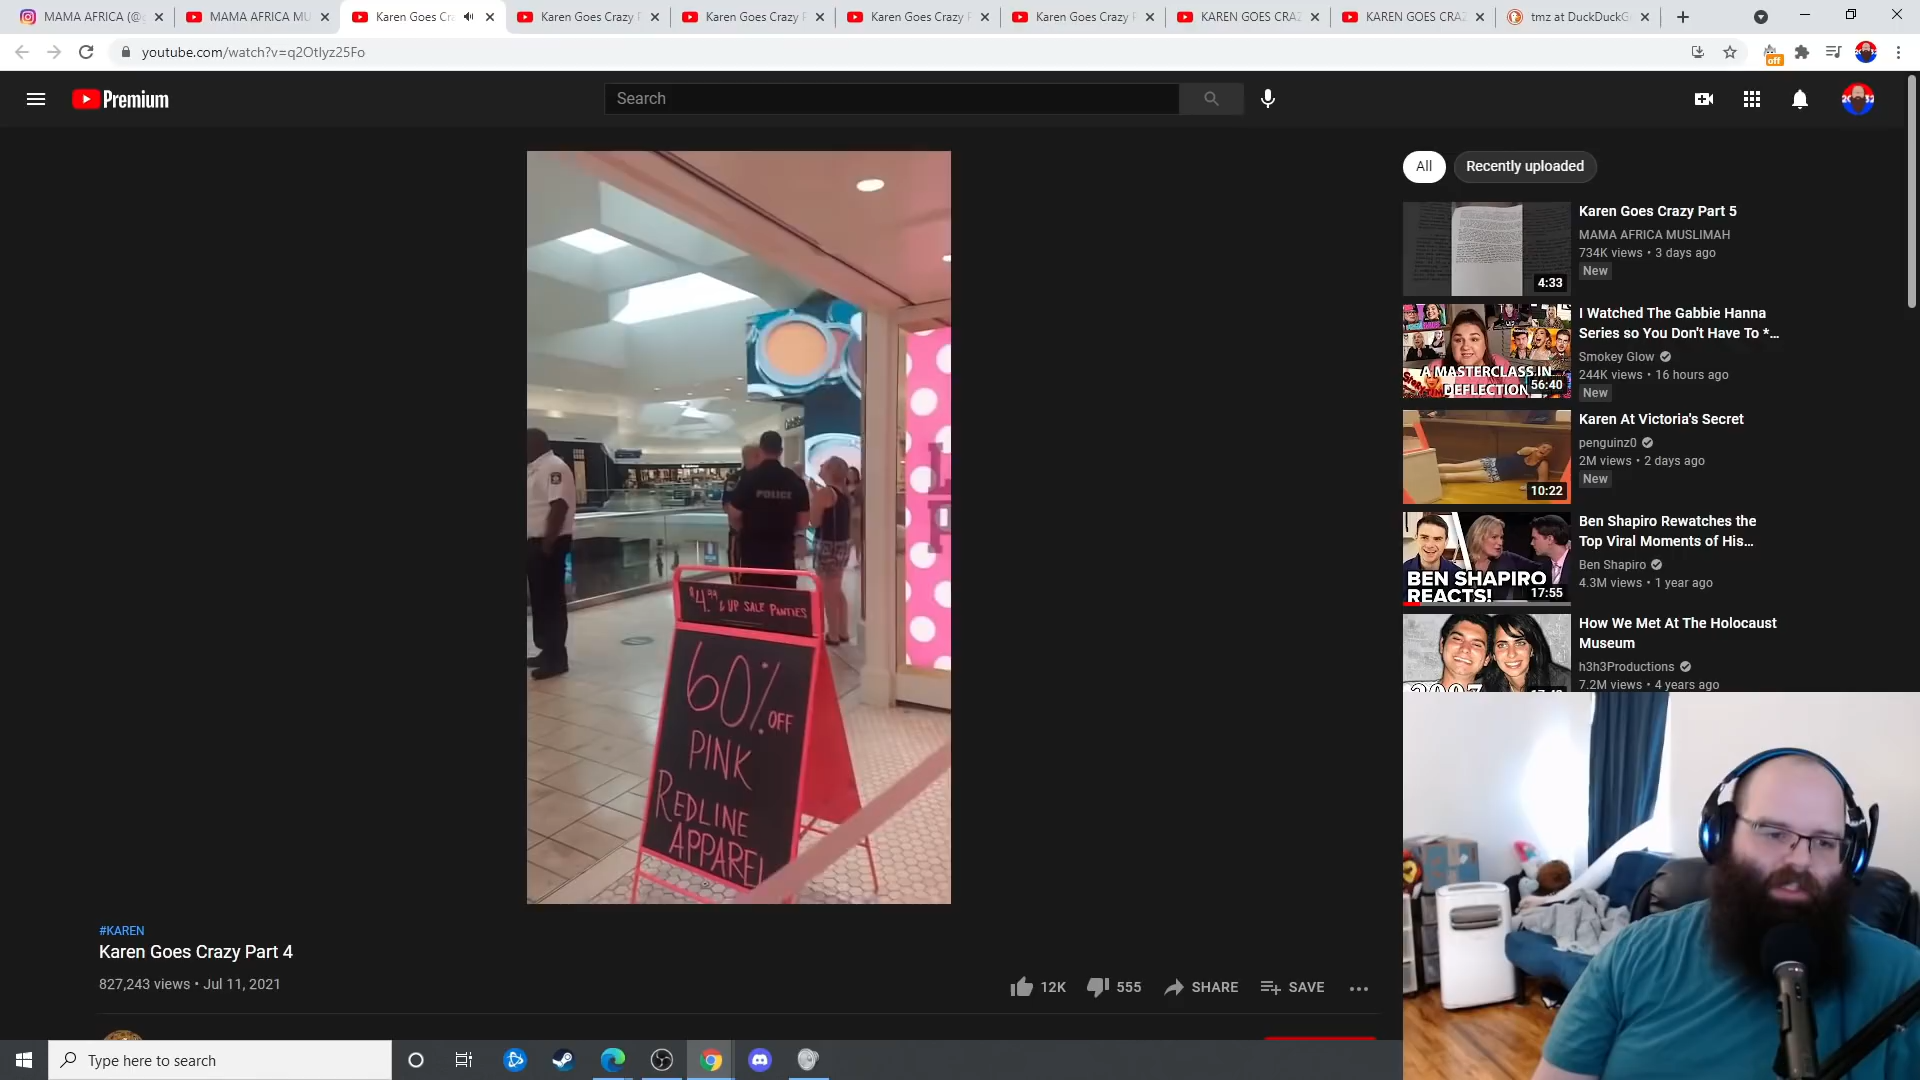 MAMA AFRICA (@
MAMA AFRICA MU
Karen Goes Cra
Karen Goes Crazy P
Karen Goes Crazy P
Karen Goes Crazy P
Karen Goes Crazy P
KAREN GOES CRAZ
KAREN GOES CRAZ
tmz at DuckDuckG
youtube.com/watch?v=q2Otlyz25Fo
off
Premium
Search
All
Recently uploaded
Karen Goes Crazy Part 5
MAMA AFRICA MUSLIMAH
734K views • 3 days ago
New
4:33
I Watched The Gabbie Hanna
Series so You Don't Have To *...
Smokey Glow
244K views • 16 hours ago
New
A MASTERCLASS IN
DEFLECTION
56:40
Karen At Victoria's Secret
penguinz0
2M views • 2 days ago
New
10:22
Ben Shapiro Rewatches the
Top Viral Moments of His...
Ben Shapiro
4.3M views • 1 year ago
BEN SHAPIRO
REACTS!
17:55
How We Met At The Holocaust
Museum
h3h3Productions
7.2M views • 4 years ago
POLICE
$4.99 & UP SALE PANTIES
60% OFF
PINK
REDLINE
APPAREL
#KAREN
Karen Goes Crazy Part 4
827,243 views • Jul 11, 2021
12K
555
SHARE
SAVE
Type here to search